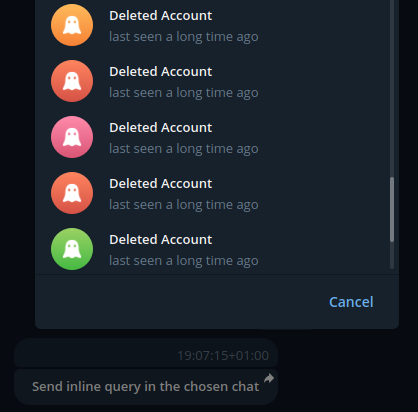 Deleted Account
last seen a long time ago
Deleted Account
last seen a long time ago
Deleted Account
last seen a long time ago
Deleted Account
last seen a long time ago
Deleted Account
last seen a long time ago
Cancel
19:07:15+01:00
Send inline query in the chosen chat